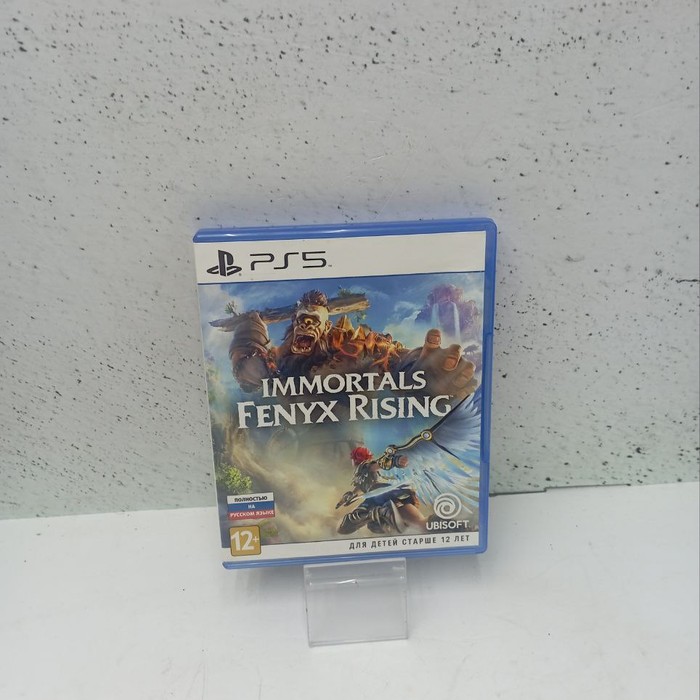 PS5
IMMORTALS
FENYX RISING
ПОЛНОСТЬЮ
НА
РУССКОМ ЯЗЫКЕ
UBISOFT
12+
ДЛЯ ДЕТЕЙ СТАРШЕ 12 ЛЕТ